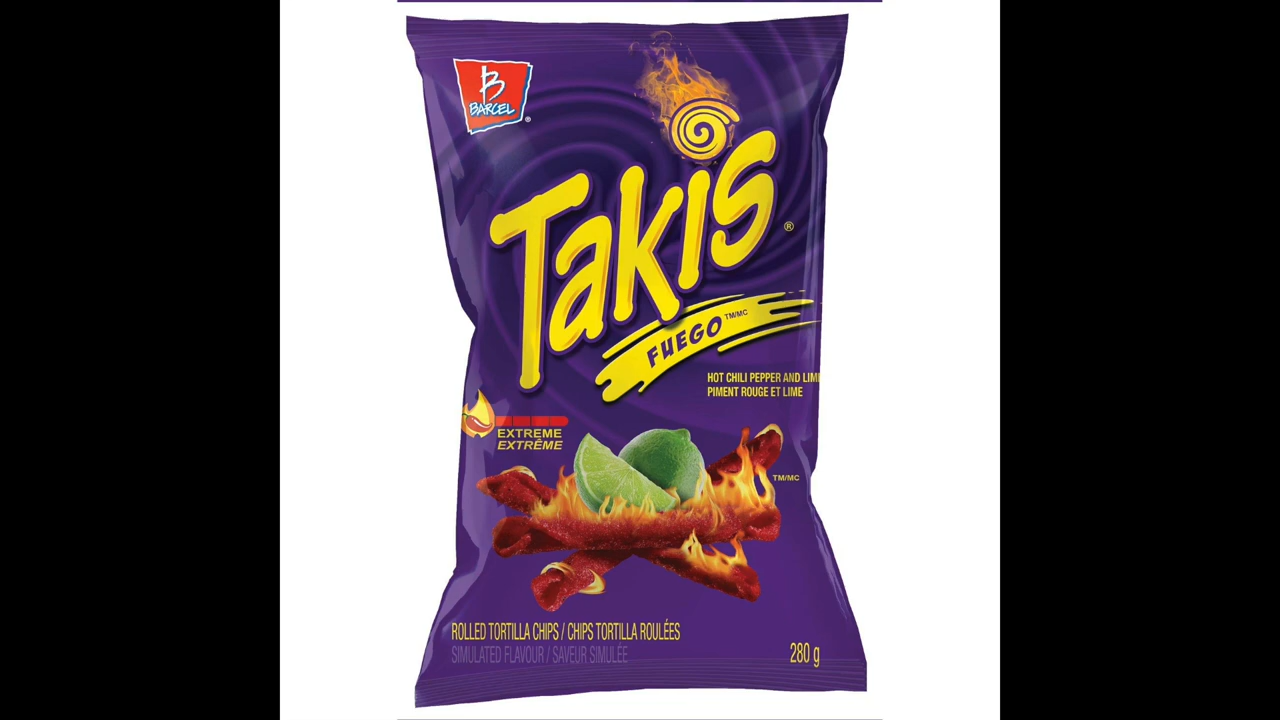 B
BARCEL
®
TAKIS
®
FUEGO TM/MC
HOT CHILI PEPPER AND LIM
PIMENT ROUGE ET LIME
EXTREME
EXTRÊME
TM/MC
ROLLED TORTILLA CHIPS / CHIPS TORTILLA ROULÉES
SIMULATED FLAVOUR / SAVEUR SIMULÉE
280 g